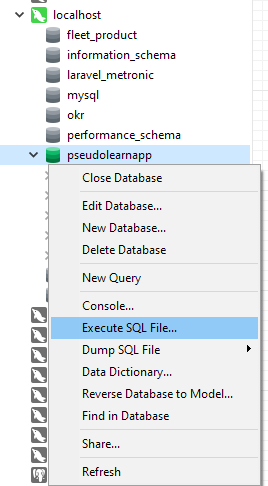 localhost
fleet_product
information_schema
laravel_metronic
mysql
okr
performance_schema
pseudolearnapp
Close Database
Edit Database...
New Database...
Delete Database
New Query
Console...
Execute SQL File...
Dump SQL File
Data Dictionary...
Reverse Database to Model...
Find in Database
Share...
Refresh